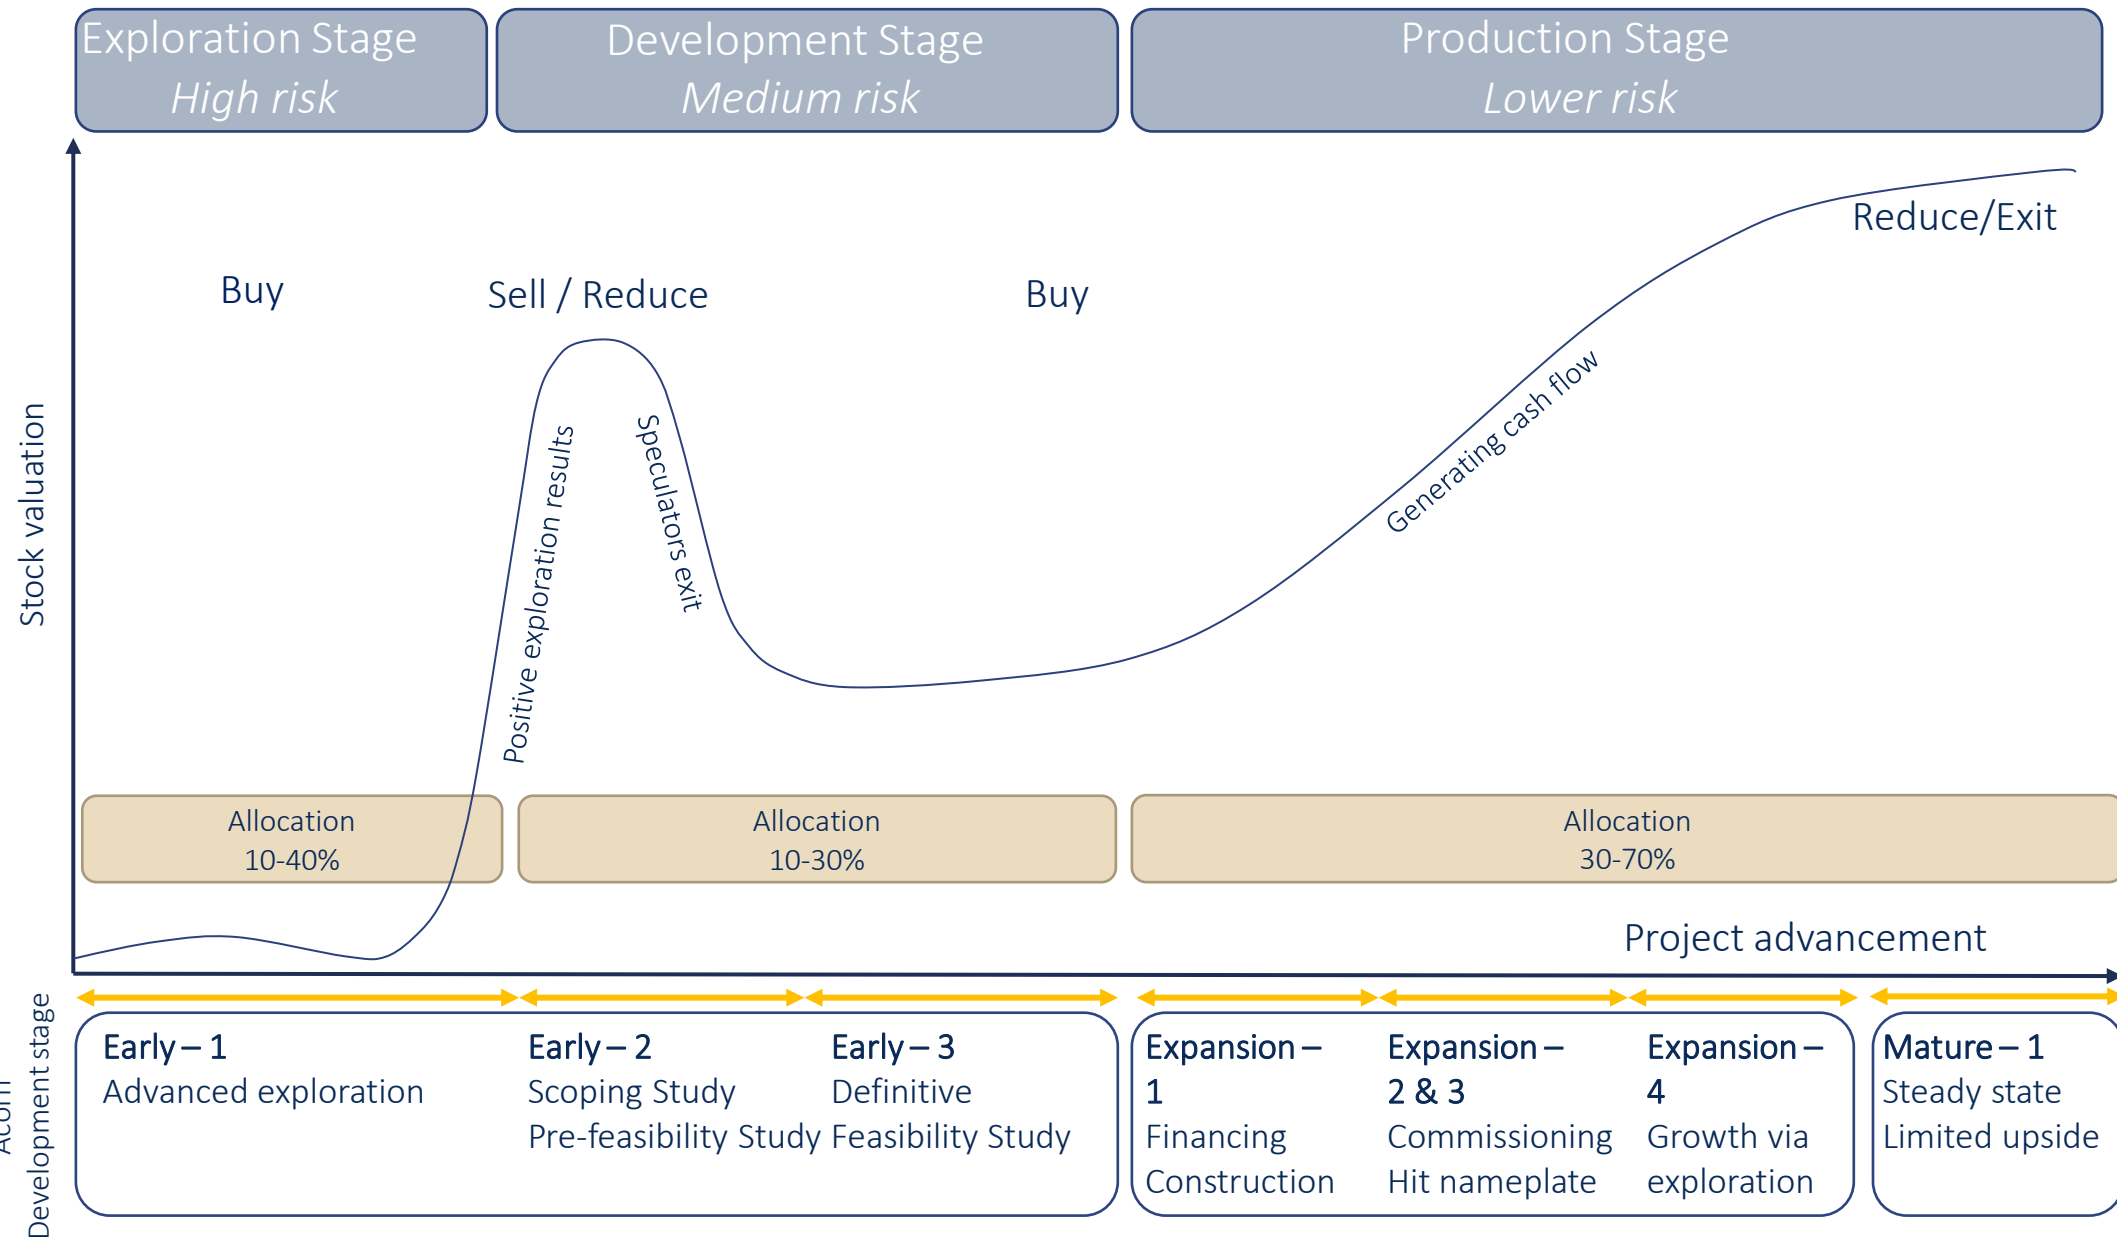 Exploration Stage
High risk
Development Stage
Medium risk
Production Stage
Lower risk
Stock valuation
Buy
Sell / Reduce
Buy
Reduce/Exit
Positive exploration results
Speculators exit
Generating cash flow
Allocation
10-40%
Allocation
10-30%
Allocation
30-70%
Project advancement
Acorn
Development stage
Early – 1
Advanced exploration
Early – 2
Scoping Study
Pre-feasibility Study
Early – 3
Definitive
Feasibility Study
Expansion –
1
Financing
Construction
Expansion –
2 & 3
Commissioning
Hit nameplate
Expansion –
4
Growth via
exploration
Mature – 1
Steady state
Limited upside